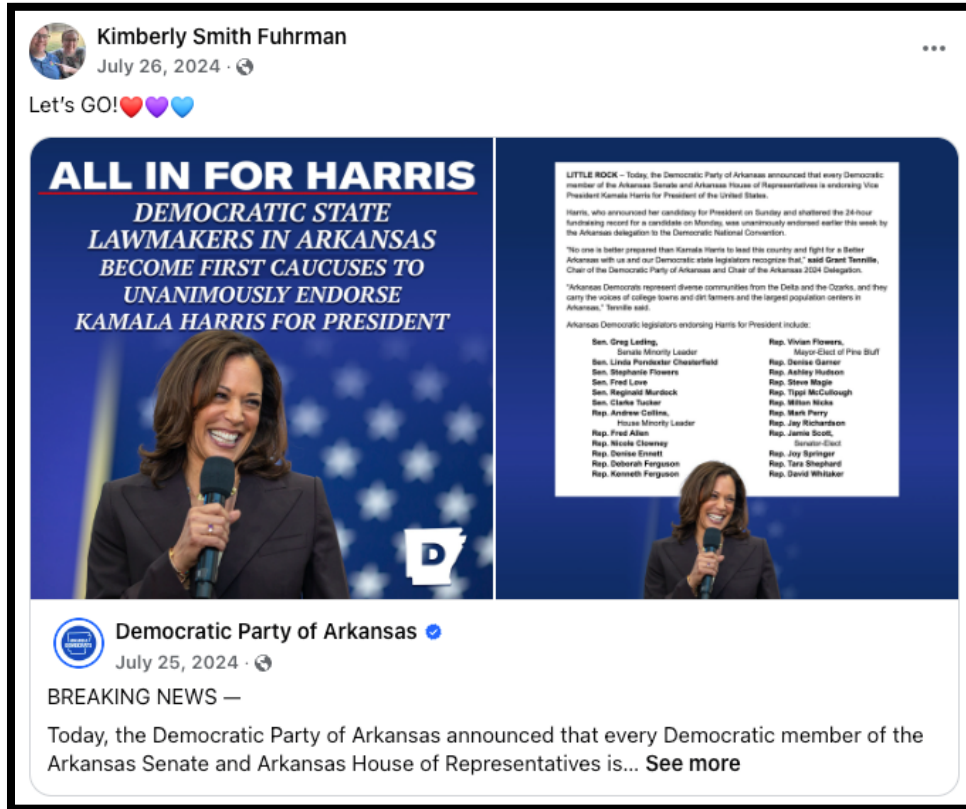 Kimberly Smith Fuhrman
July 26, 2024 ·
Let's GO!❤️💜💙
ALL IN FOR HARRIS
DEMOCRATIC STATE
LAWMAKERS IN ARKANSAS
BECOME FIRST CAUCUSES TO
UNANIMOUSLY ENDORSE
KAMALA HARRIS FOR PRESIDENT
D
LITTLE ROCK – Today, the Democratic Party of Arkansas announced that every Democratic
member of the Arkansas Senate and Arkansas House of Representatives is endorsing Vice
President Kamala Harris for President of the United States.
Harris, who announced her candidacy for President on Sunday and shattered the 24-hour
fundraising record for a candidate on Monday, was unanimously endorsed earlier this week by
the Arkansas delegation to the Democratic National Convention.
"No one is better prepared than Kamala Harris to lead this country and fight for a Better
Arkansas with us and our Democratic state legislators recognize that," said Grant Tennille,
Chair of the Democratic Party of Arkansas and Chair of the Arkansas 2024 Delegation.
"Arkansas Democrats represent diverse communities from the Delta and the Ozarks, and they
carry the voices of college towns and dirt farmers and the largest population centers in
Arkansas," Tennille said.
Arkansas Democratic legislators endorsing Harris for President include:
Sen. Greg Leding,
Senate Minority Leader
Sen. Linda Pondexter Chesterfield
Sen. Stephanie Flowers
Sen. Fred Love
Sen. Reginald Murdock
Sen. Clarke Tucker
Rep. Andrew Collins,
House Minority Leader
Rep. Fred Allen
Rep. Nicole Clowney
Rep. Denise Ennett
Rep. Deborah Ferguson
Rep. Kenneth Ferguson
Rep. Vivian Flowers,
Mayor-Elect of Pine Bluff
Rep. Denise Garner
Rep. Ashley Hudson
Rep. Steve Magie
Rep. Tippi McCullough
Rep. Milton Nicks
Rep. Mark Perry
Rep. Jay Richardson
Rep. Jamie Scott,
Senator-Elect
Rep. Joy Springer
Rep. Tara Shephard
Rep. David Whitaker
Democratic Party of Arkansas
July 25, 2024 ·
BREAKING NEWS —
Today, the Democratic Party of Arkansas announced that every Democratic member of the
Arkansas Senate and Arkansas House of Representatives is... See more